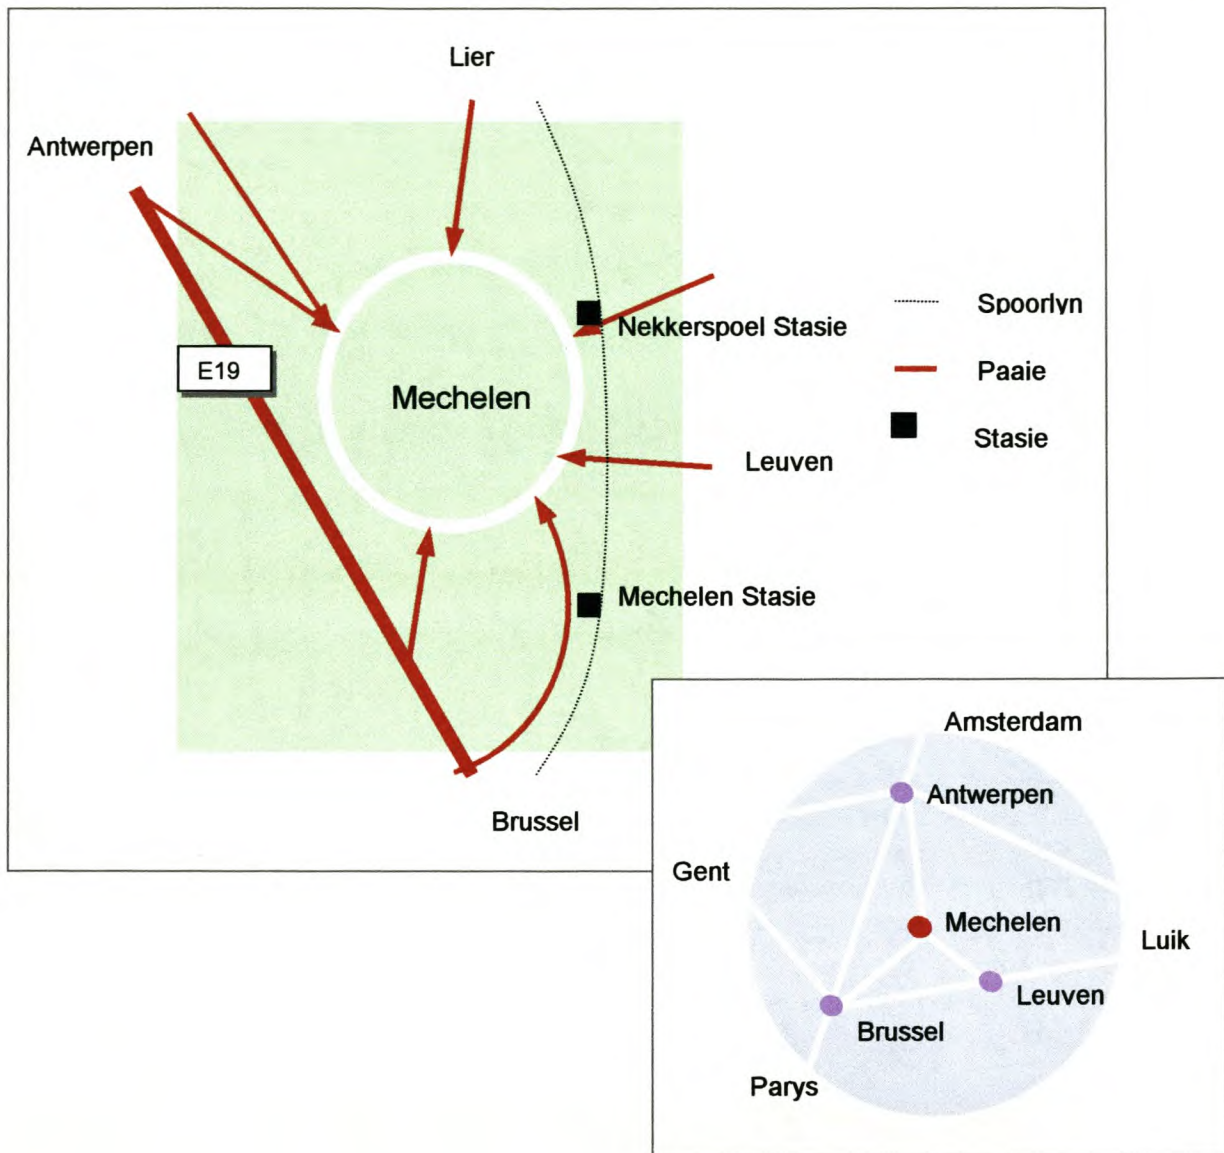 Lier
Antwerpen
Nekkerspoel Stasie
E19
Mechelen
Leuven
Mechelen Stasie
Brussel
Spoorlyn
Paaie
Stasie
Amsterdam
Antwerpen
Gent
Mechelen
Luik
Leuven
Brussel
Parys